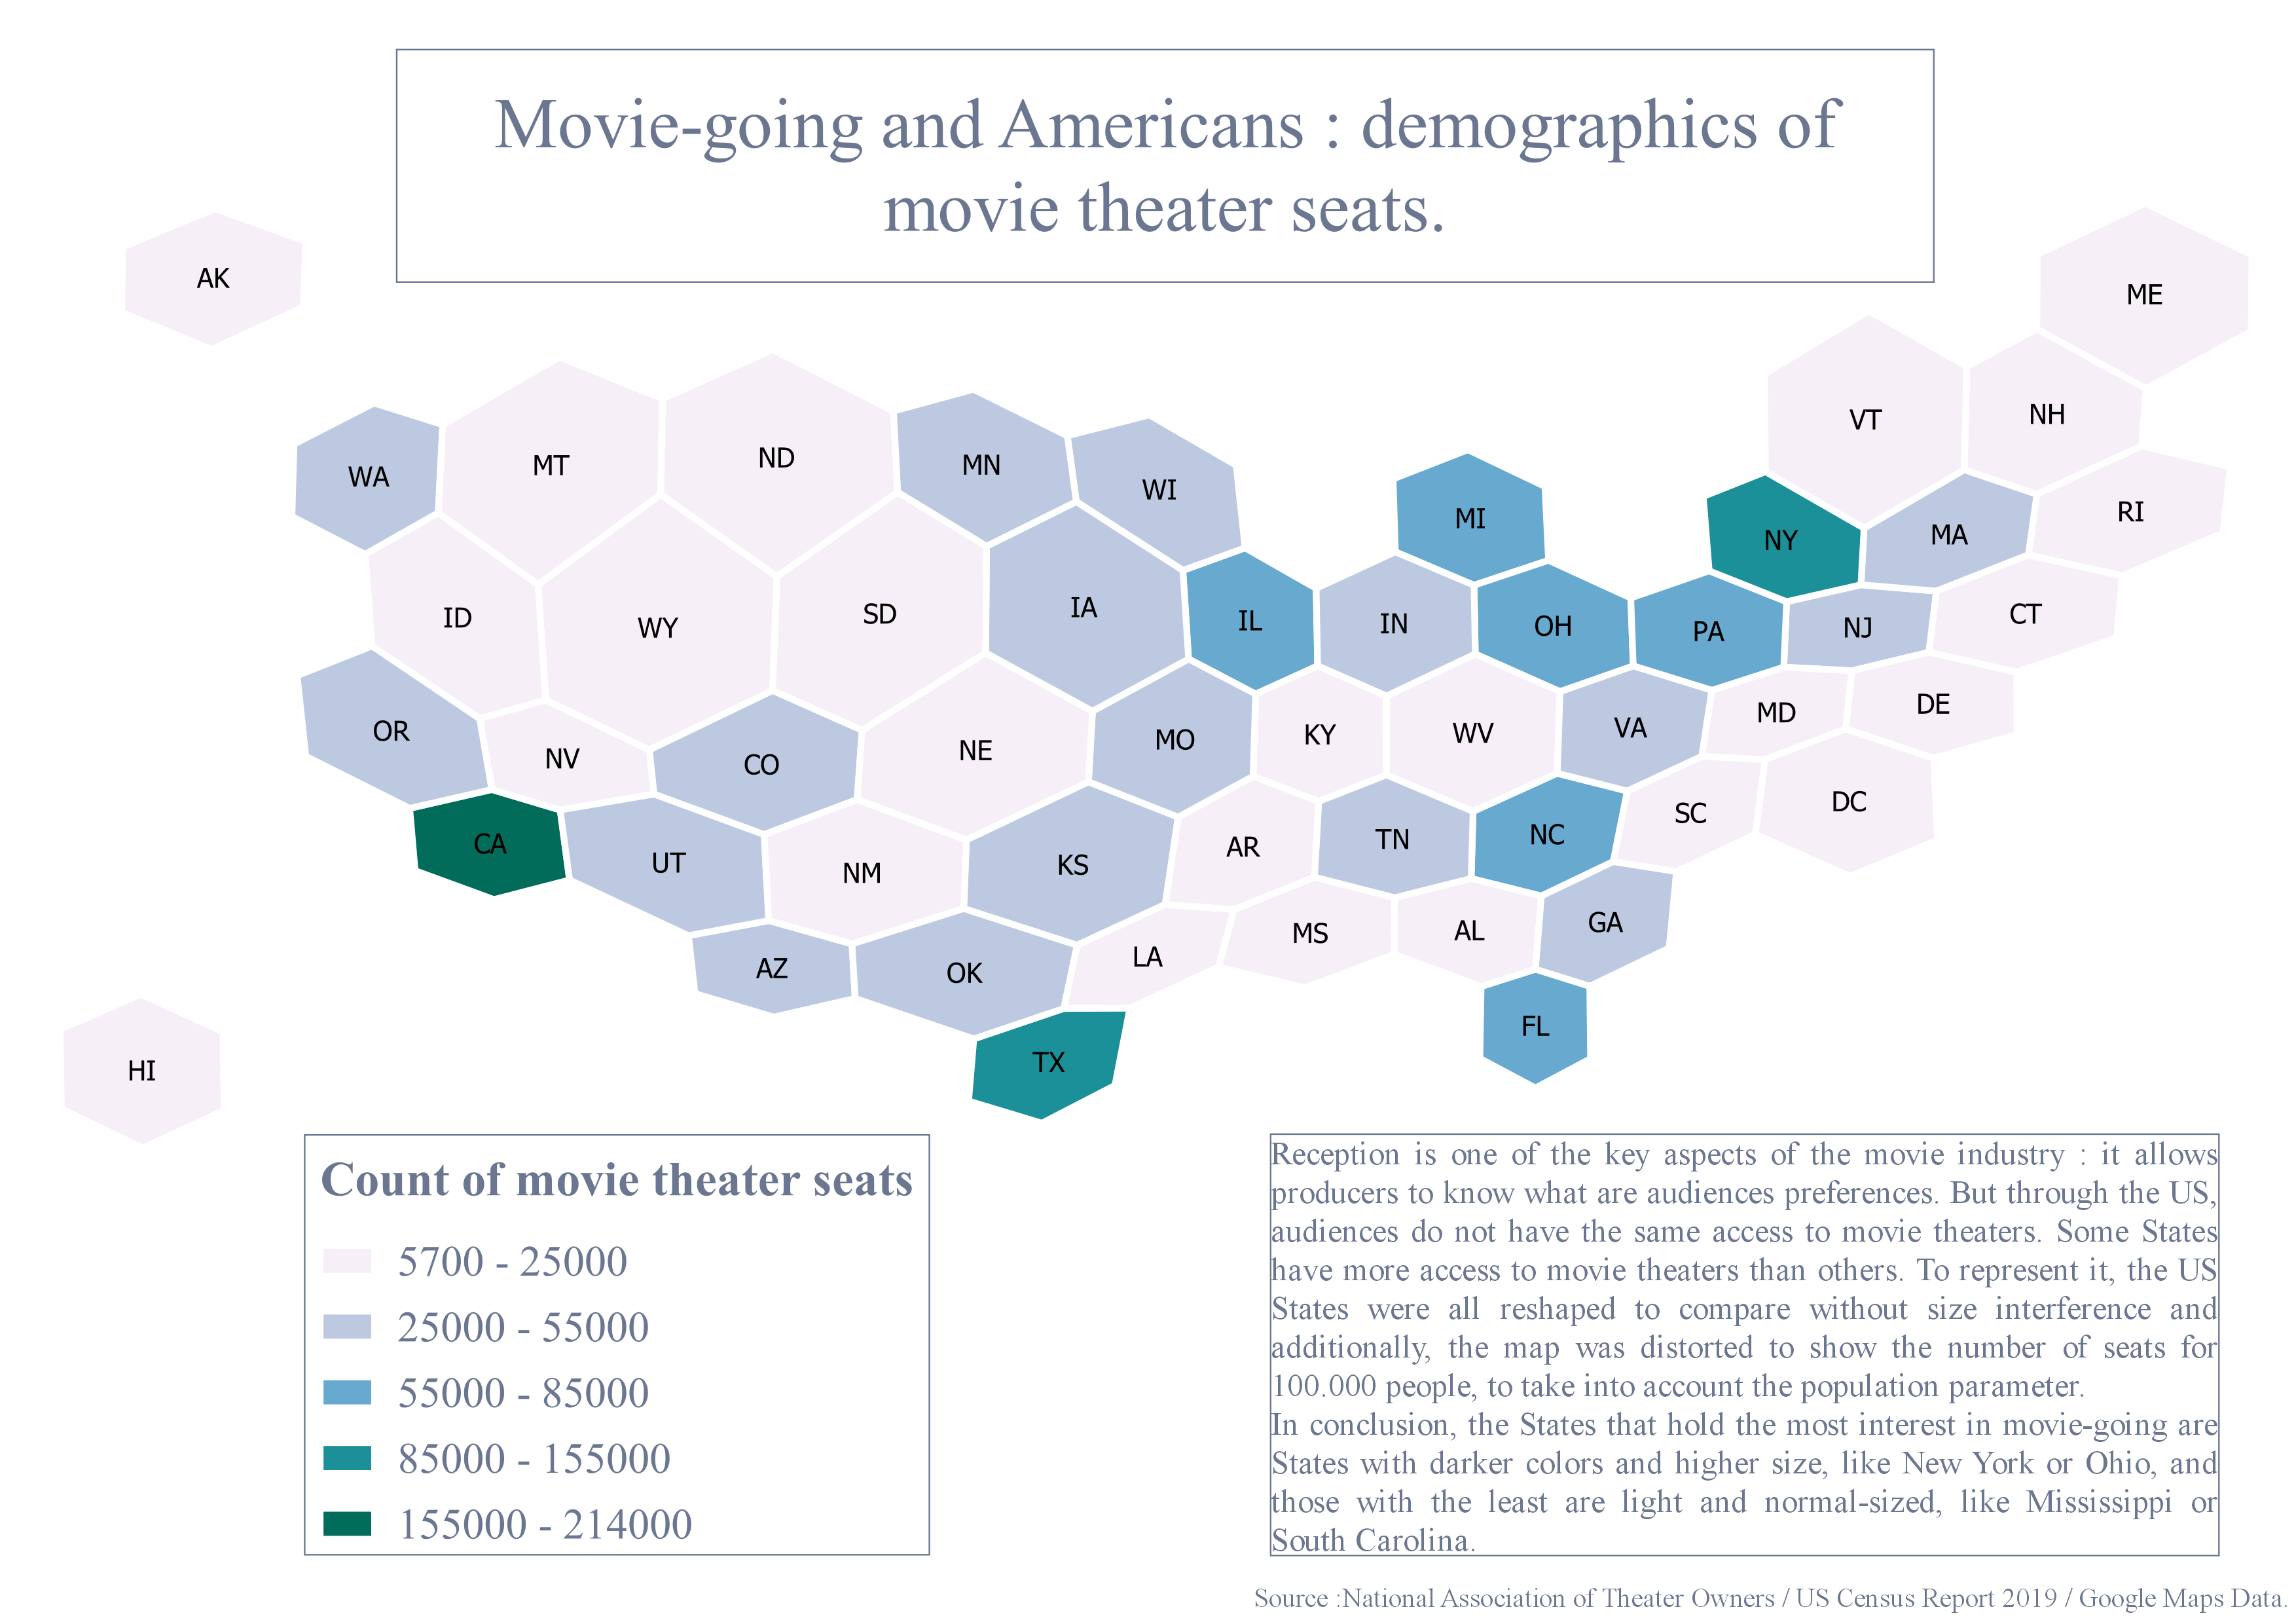 Movie-going and Americans : demographics of
movie theater seats.
AK
ME
VT
NH
WA
MT
ND
MN
WI
MI
NY
MA
RI
ID
WY
SD
IA
IL
IN
OH
PA
NJ
CT
OR
NV
CO
NE
MO
KY
WV
VA
MD
DE
CA
UT
NM
KS
AR
TN
NC
SC
DC
AZ
OK
LA
MS
AL
GA
HI
TX
FL
Count of movie theater seats
5700 - 25000
25000 - 55000
55000 - 85000
85000 - 155000
155000 - 214000
Reception is one of the key aspects of the movie industry : it allows
producers to know what are audiences preferences. But through the US,
audiences do not have the same access to movie theaters. Some States
have more access to movie theaters than others. To represent it, the US
States were all reshaped to compare without size interference and
additionally, the map was distorted to show the number of seats for
100.000 people, to take into account the population parameter.
In conclusion, the States that hold the most interest in movie-going are
States with darker colors and higher size, like New York or Ohio, and
those with the least are light and normal-sized, like Mississippi or
South Carolina.
Source :National Association of Theater Owners / US Census Report 2019 / Google Maps Data.